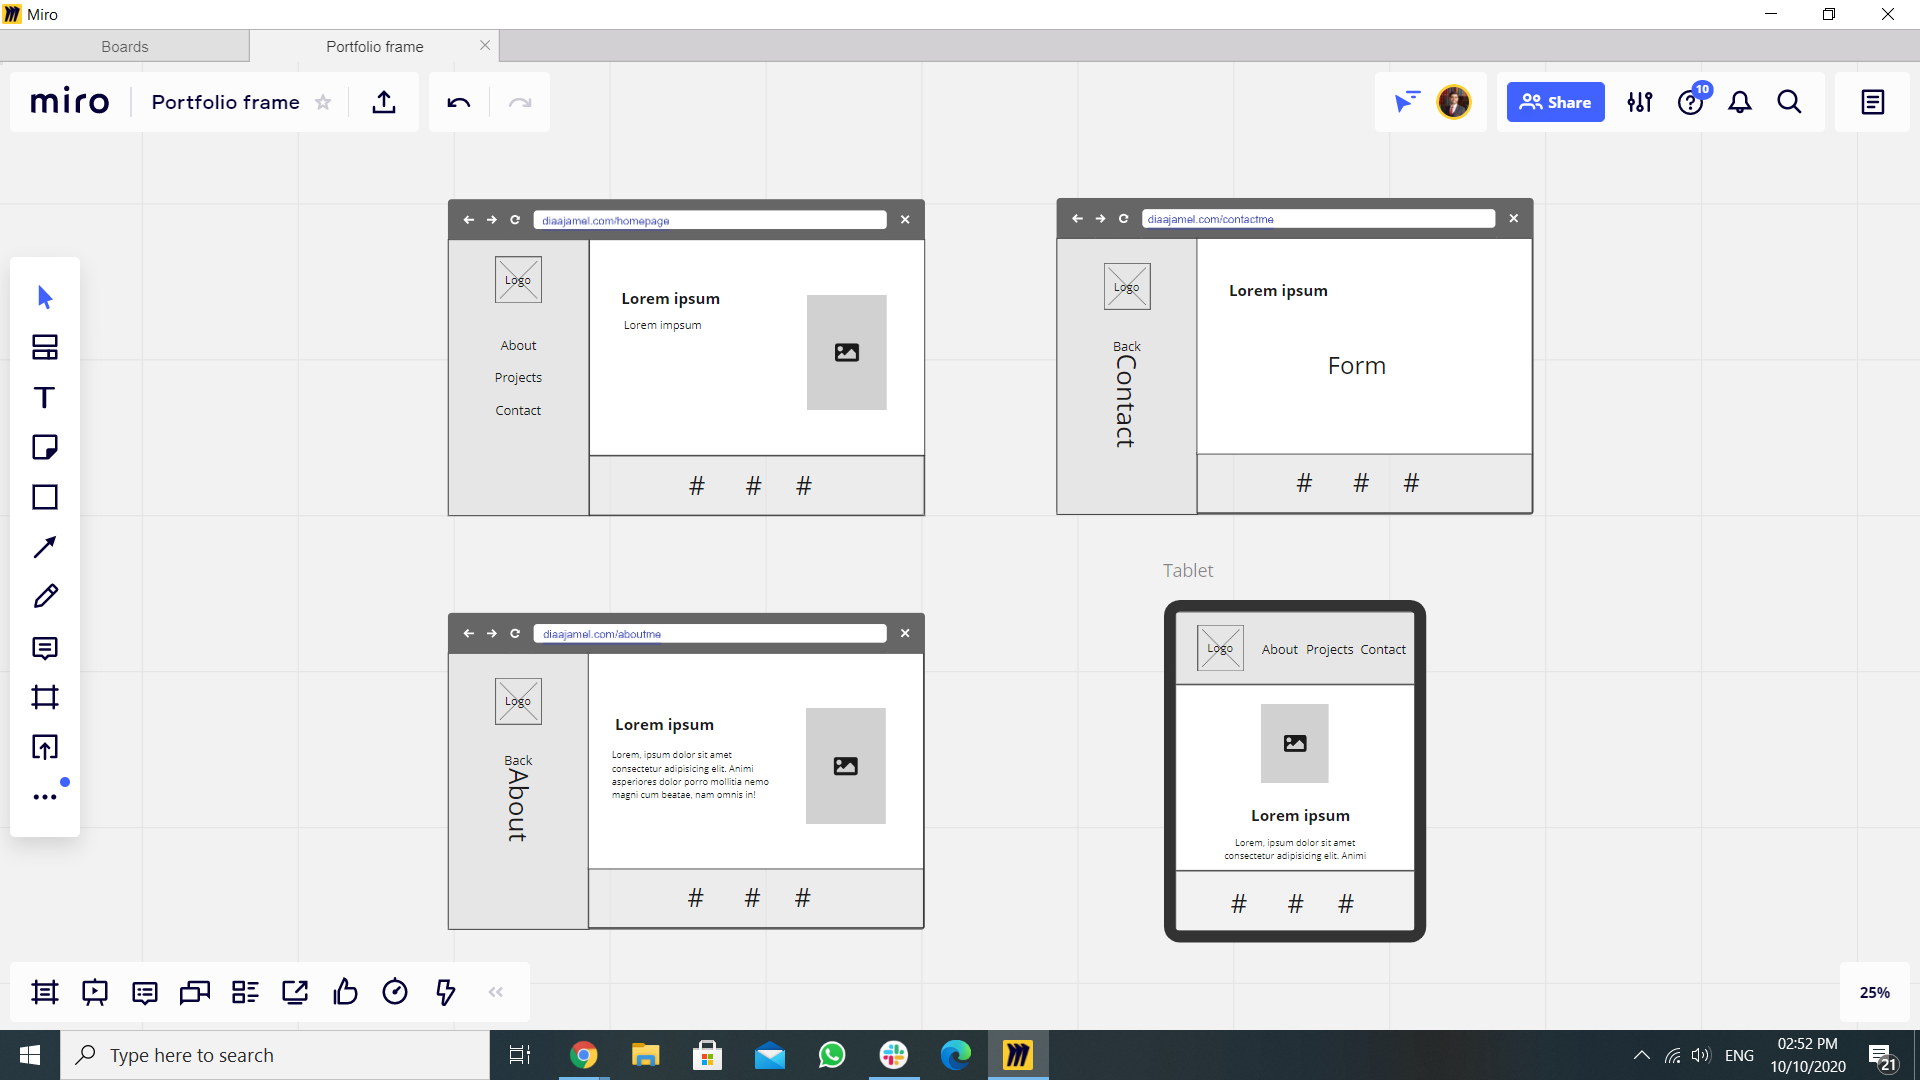 Miro
Boards
Portfolio frame
miro
Portfolio frame
Share
10
diaajamel.com/homepage
Logo
About
Projects
Contact
Lorem ipsum
Lorem impsum
# # #
diaajamel.com/contactme
Logo
Back
Contact
Lorem ipsum
Form
# # #
diaajamel.com/aboutme
Logo
Back
About
Lorem ipsum
Lorem, ipsum dolor sit amet
consectetur adipisicing elit. Animi
asperiores dolor porro mollitia nemo
magni cum beatae, nam omnis in!
# # #
Tablet
Logo
About Projects Contact
Lorem ipsum
Lorem, ipsum dolor sit amet
consectetur adipisicing elit. Animi
# # #
25%
Type here to search
ENG
02:52 PM
10/10/2020
21